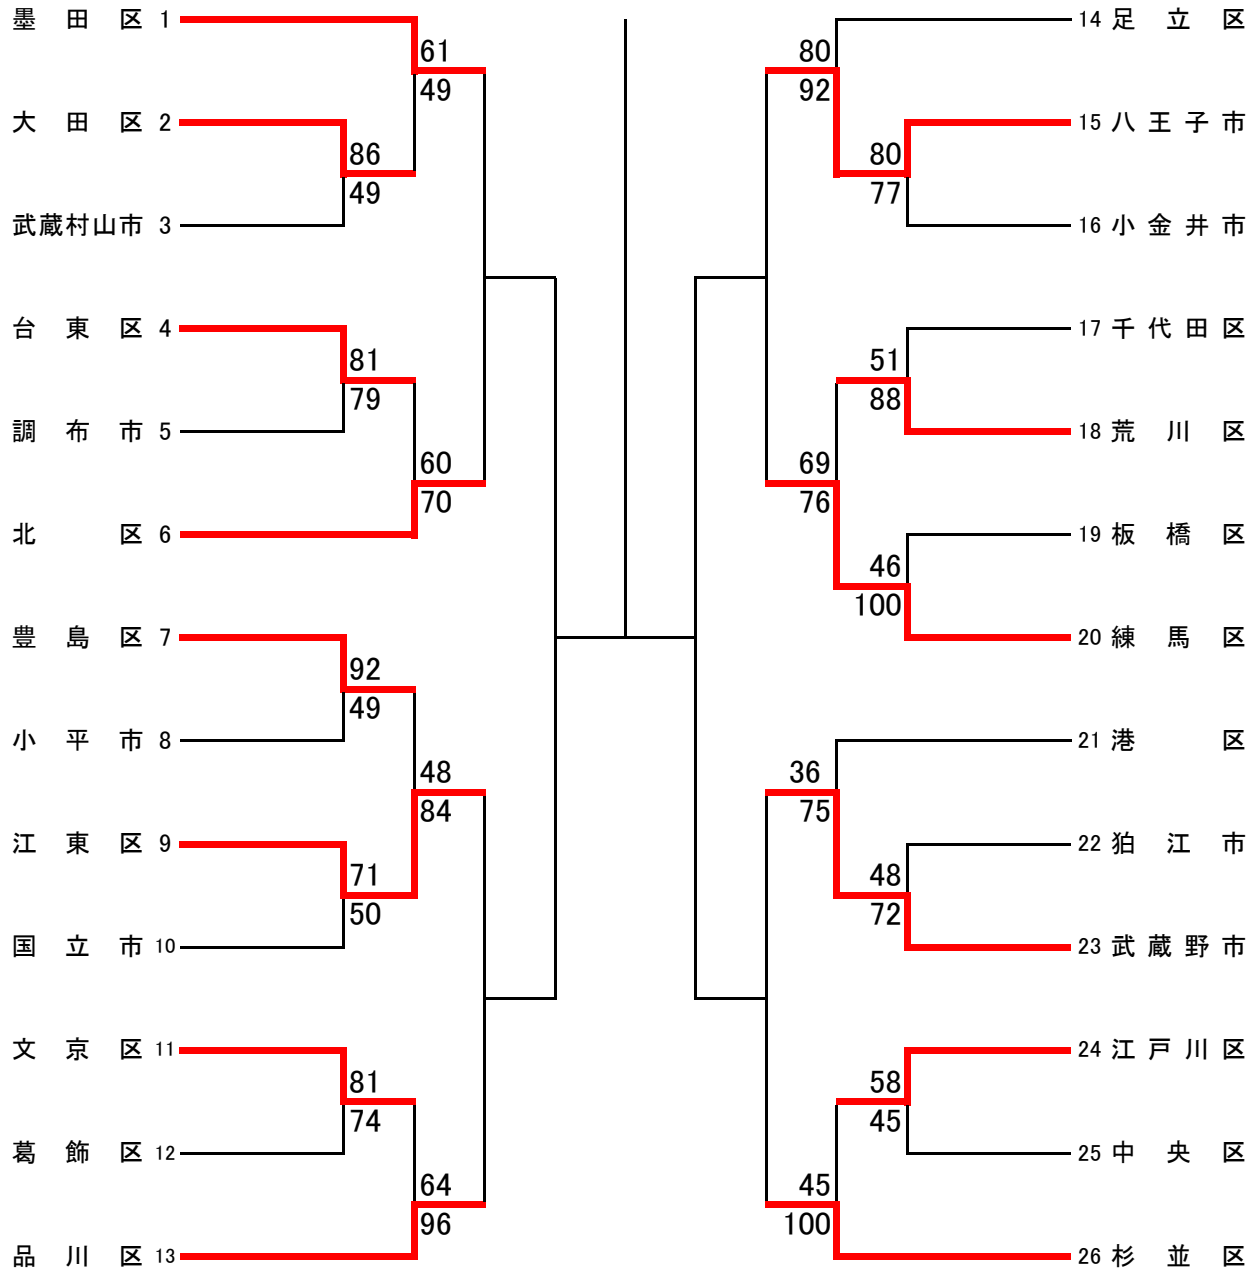 墨田区 1
61
49
大田区 2
86
49
武蔵村山市 3
台東区 4
81
79
調布市 5
60
70
北区 6
豊島区 7
92
49
小平市 8
48
84
江東区 9
71
50
国立市 10
文京区 11
81
74
葛飾区 12
64
96
品川区 13
14 足立区
80
92
15 八王子市
80
77
16 小金井市
17 千代田区
51
88
18 荒川区
69
76
19 板橋区
46
100
20 練馬区
21 港区
36
75
22 狛江市
48
72
23 武蔵野市
24 江戸川区
58
45
25 中央区
45
100
26 杉並区